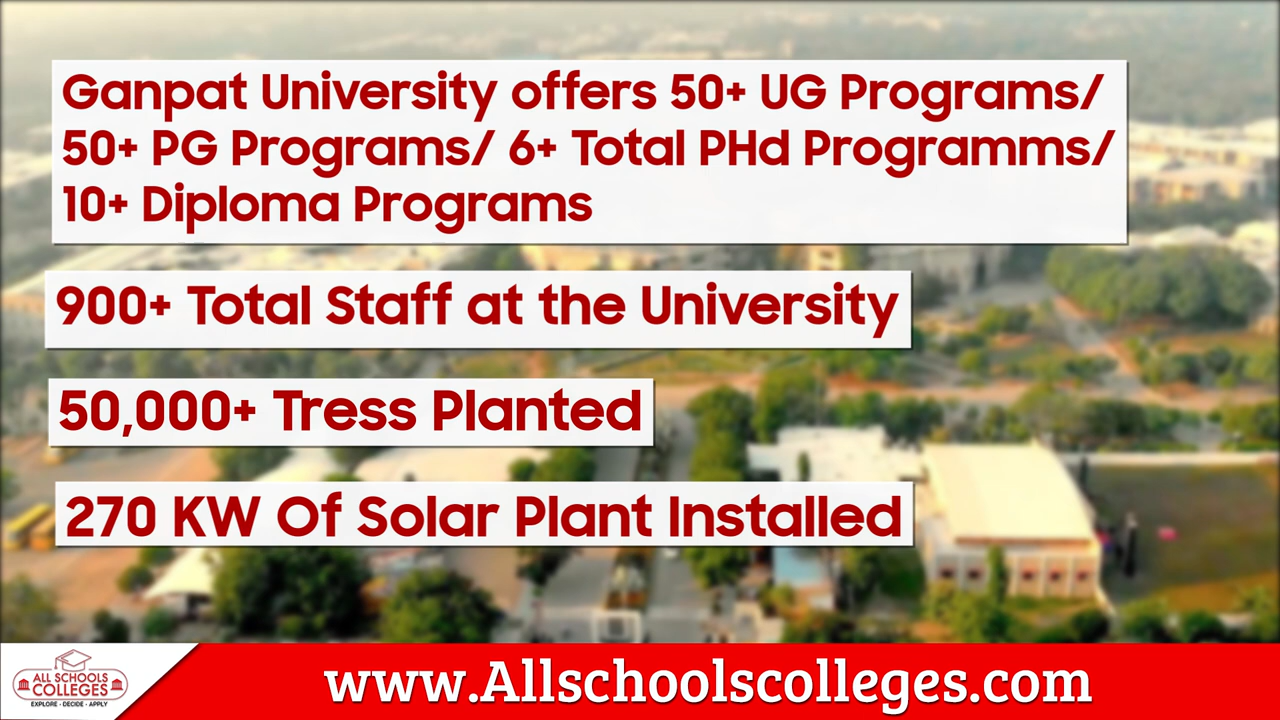 Ganpat University offers 50+ UG Programs/
50+ PG Programs/ 6+ Total PHd Programms/
10+ Diploma Programs
900+ Total Staff at the University
50,000+ Tress Planted
270 KW Of Solar Plant Installed
ALL SCHOOLS
COLLEGES
EXPLORE - DECIDE - APPLY
www.Allschoolscolleges.com